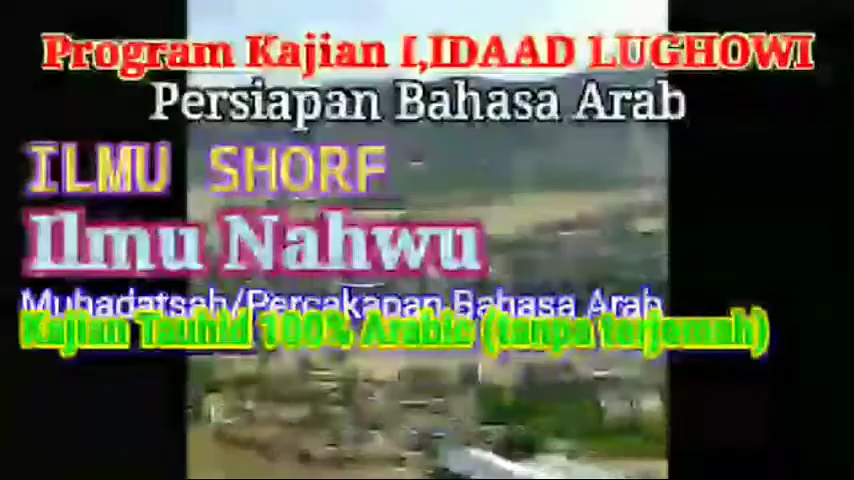 Program Kajian I,IDAAD LUGHOWI
Persiapan Bahasa Arab
ILMU SHORF
Ilmu Nahwu
Muhadatsah/Percakapan Bahasa Arab
Kajian Tauhid 100% Arabic (tanpa terjemah)